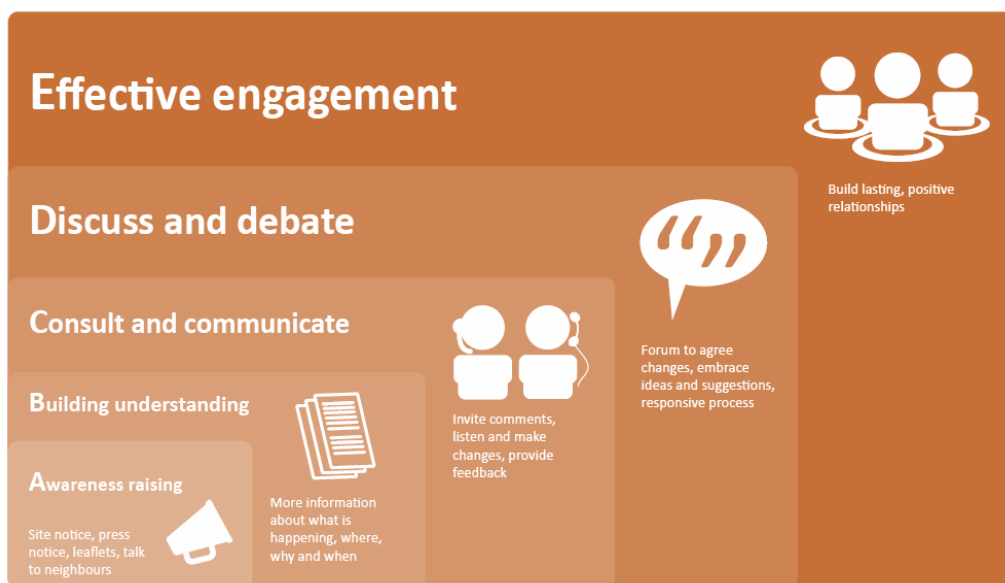 Effective engagement
Build lasting, positive
relationships
Discuss and debate
Forum to agree
changes, embrace
ideas and suggestions,
responsive process
Consult and communicate
Invite comments,
listen and make
changes, provide
feedback
Building understanding
More information
about what is
happening, where,
why and when
Awareness raising
Site notice, press
notice, leaflets, talk
to neighbours